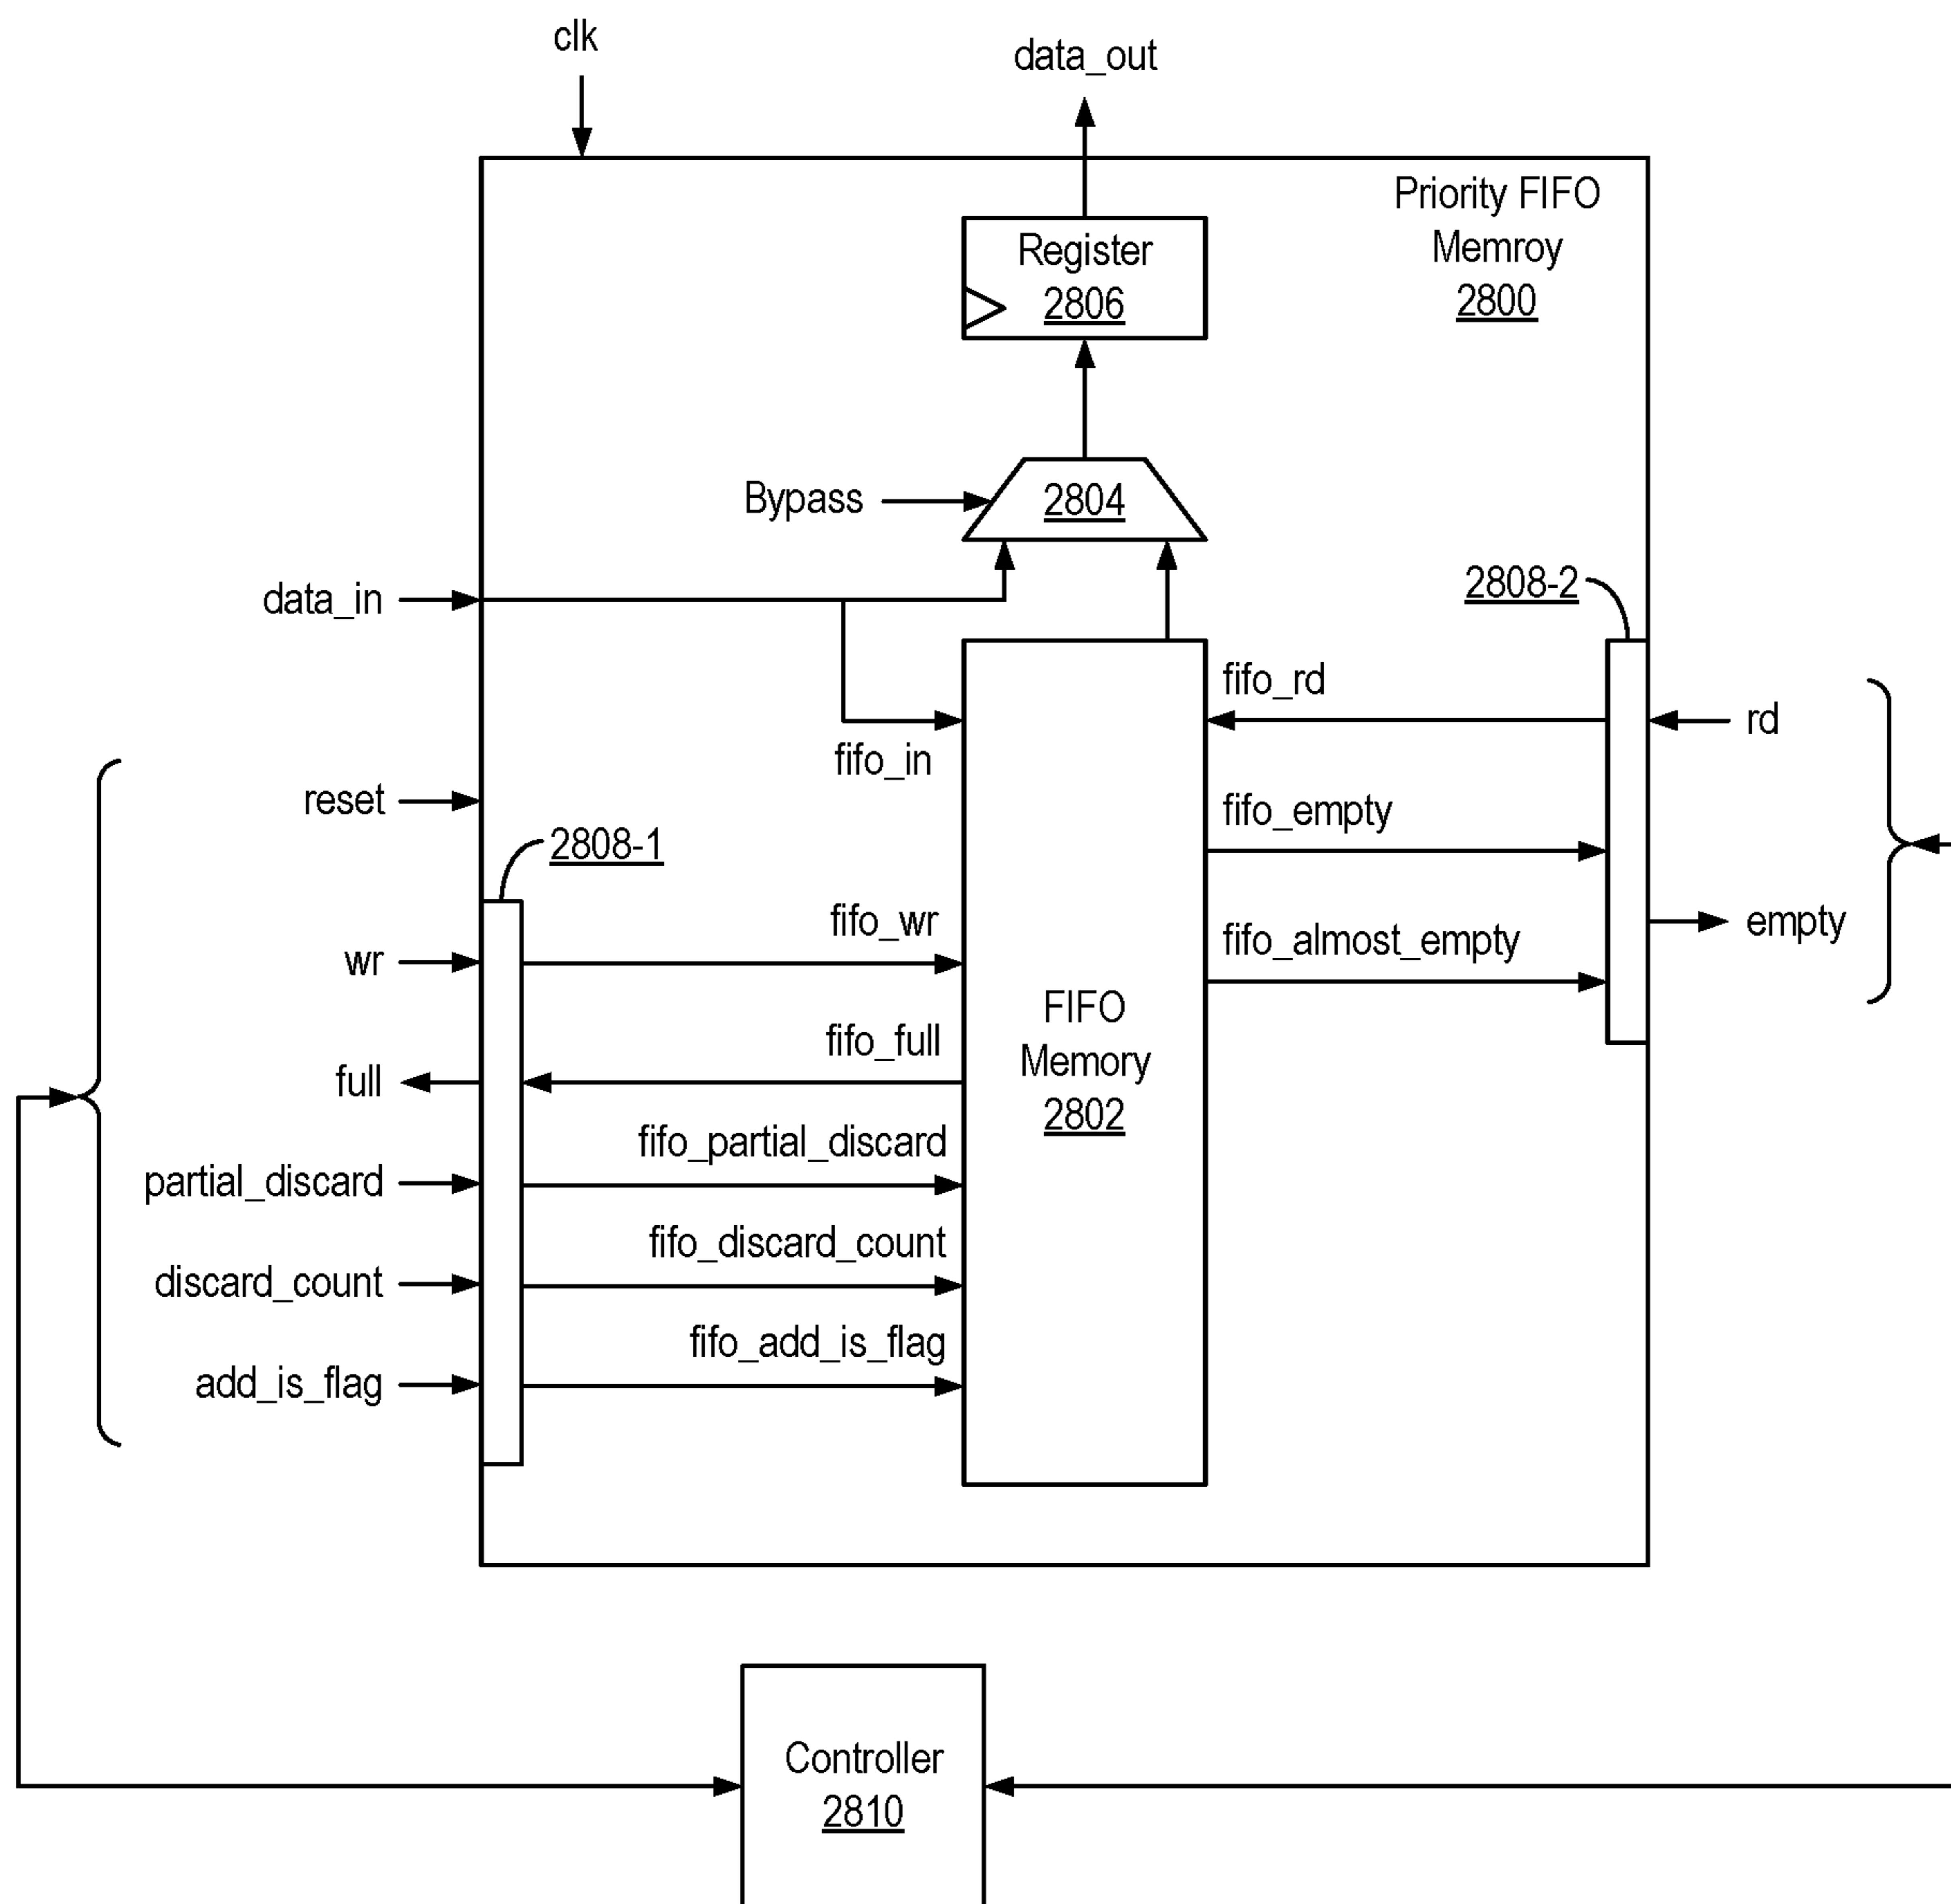 clk
data_out
Priority FIFO
Memroy
2800
Register
2806
Bypass
2804
data_in
2808-2
fifo_rd
rd
fifo_in
reset
fifo_empty
2808-1
fifo_wr
wr
empty
fifo_almost_empty
FIFO
Memory
2802
fifo_full
full
fifo_partial_discard
partial_discard
fifo_discard_count
discard_count
fifo_add_is_flag
add_is_flag
Controller
2810